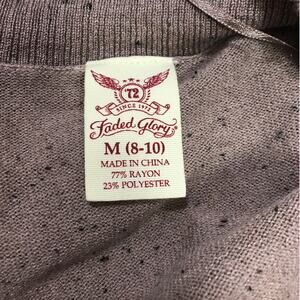 72
SINCE 1972
Faded Glory
M (8-10)
MADE IN CHINA
77% RAYON
23% POLYESTER